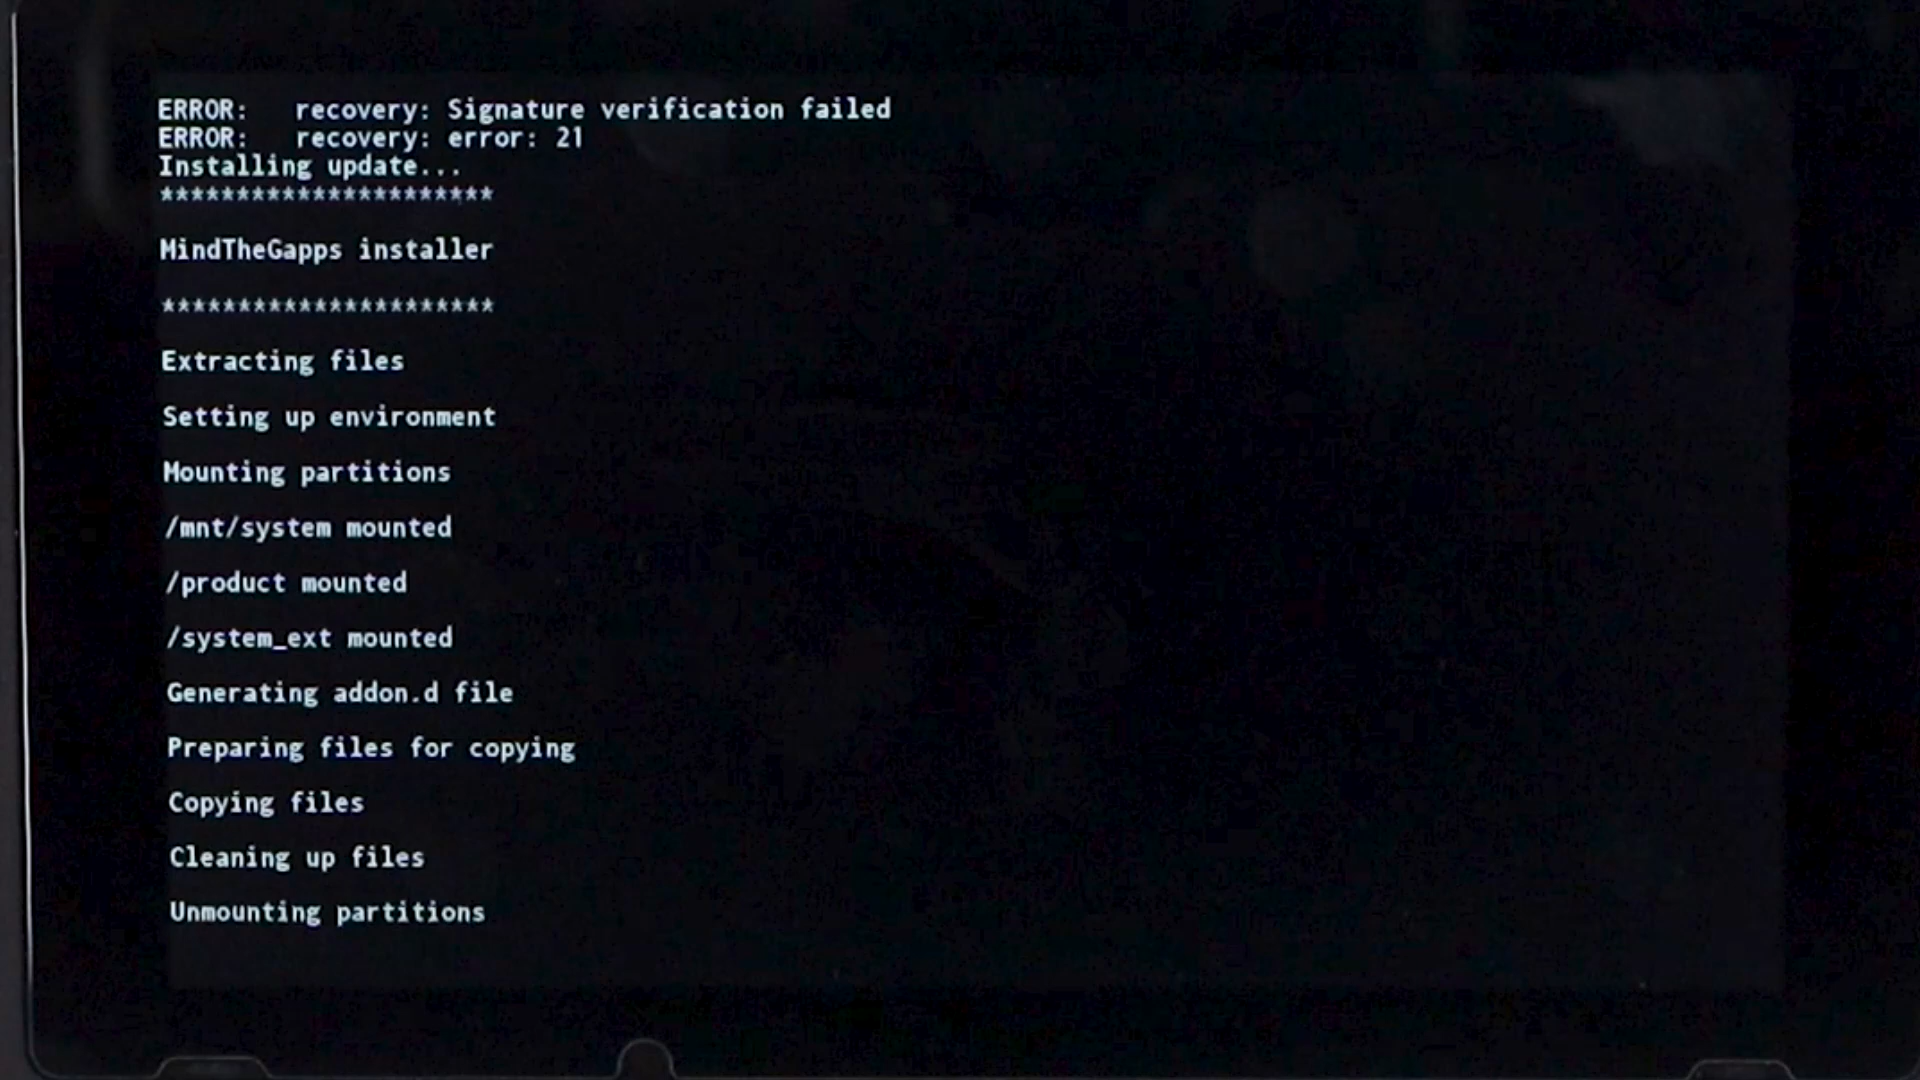 ERROR:   recovery: Signature verification failed
ERROR:   recovery: error: 21
Installing update...
**********************
MindTheGapps installer
**********************
Extracting files
Setting up environment
Mounting partitions
/mnt/system mounted
/product mounted
/system_ext mounted
Generating addon.d file
Preparing files for copying
Copying files
Cleaning up files
Unmounting partitions